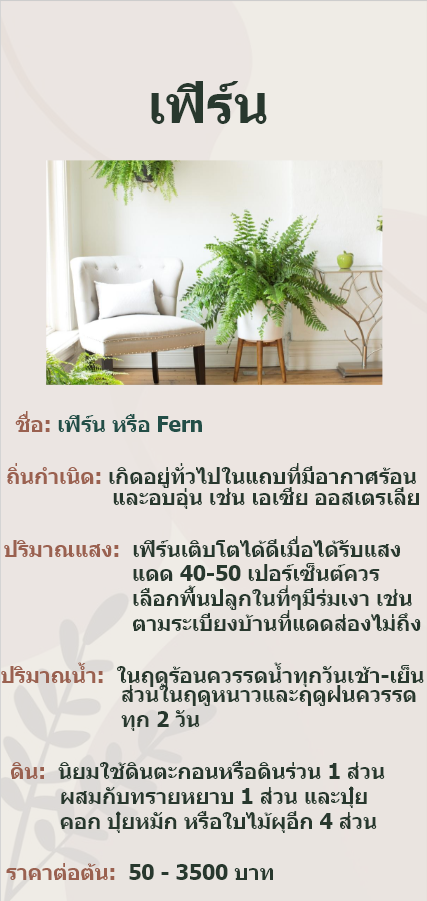 เฟิร์น
ชื่อ: เฟิร์น หรือ Fern
ถิ่นกำเนิด: เกิดอยู่ทั่วไปในแถบที่มีอากาศร้อน
และอบอุ่น เช่น เอเซีย ออสเตรเลีย
ปริมาณแสง: เฟิร์นเติบโตได้ดีเมื่อได้รับแสง
แดด 40-50 เปอร์เซ็นต์ควร
เลือกพื้นปลูกในที่ๆมีร่มเงา เช่น
ตามระเบียงบ้านที่แดดส่องไม่ถึง
ปริมาณน้ำ: ในฤดูร้อนควรรดน้ำทุกวันเช้า-เย็น
ส่วนในฤดูหนาวและฤดูฝนควรรด
ทุก 2 วัน
ดิน: นิยมใช้ดินตะกอนหรือดินร่วน 1 ส่วน
ผสมกับทรายหยาบ 1 ส่วน และปุ๋ย
คอก ปุ๋ยหมัก หรือใบไม้ผุอีก 4 ส่วน
ราคาต่อต้น: 50 - 3500 บาท